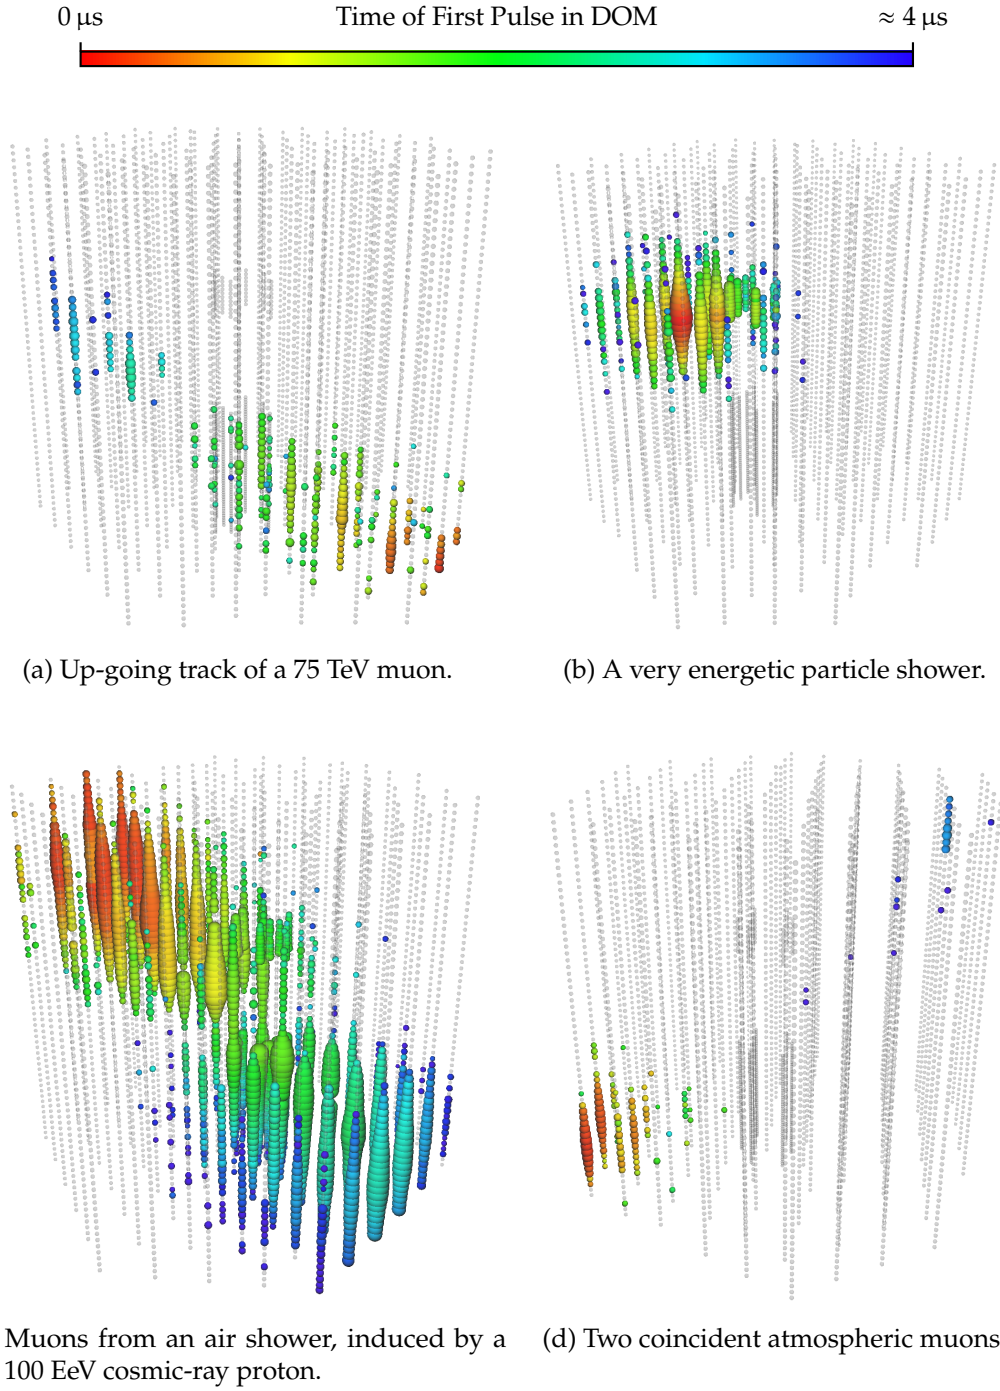 0 μs Time of First Pulse in DOM ≈ 4 μs
(a) Up-going track of a 75 TeV muon.
(b) A very energetic particle shower.
Muons from an air shower, induced by a
100 EeV cosmic-ray proton.
(d) Two coincident atmospheric muons